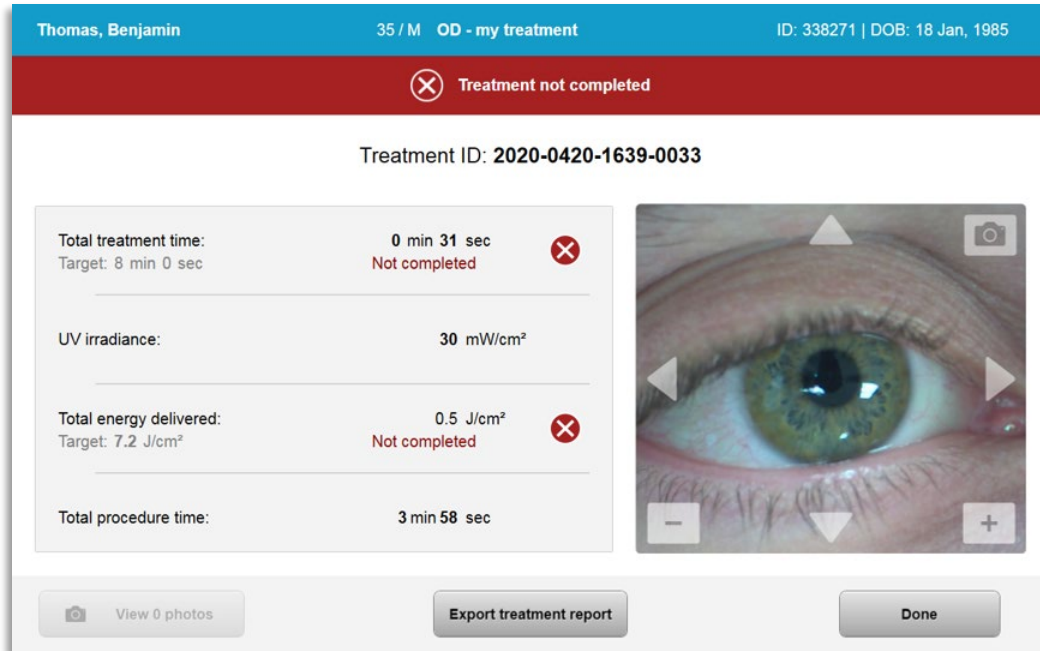 Thomas, Benjamin 35 / M OD - my treatment ID: 338271 | DOB: 18 Jan, 1985
Treatment not completed
Treatment ID: 2020-0420-1639-0033
Total treatment time: 0 min 31 sec
Target: 8 min 0 sec Not completed
UV irradiance: 30 mW/cm²
Total energy delivered: 0.5 J/cm²
Target: 7.2 J/cm² Not completed
Total procedure time: 3 min 58 sec
View 0 photos Export treatment report Done